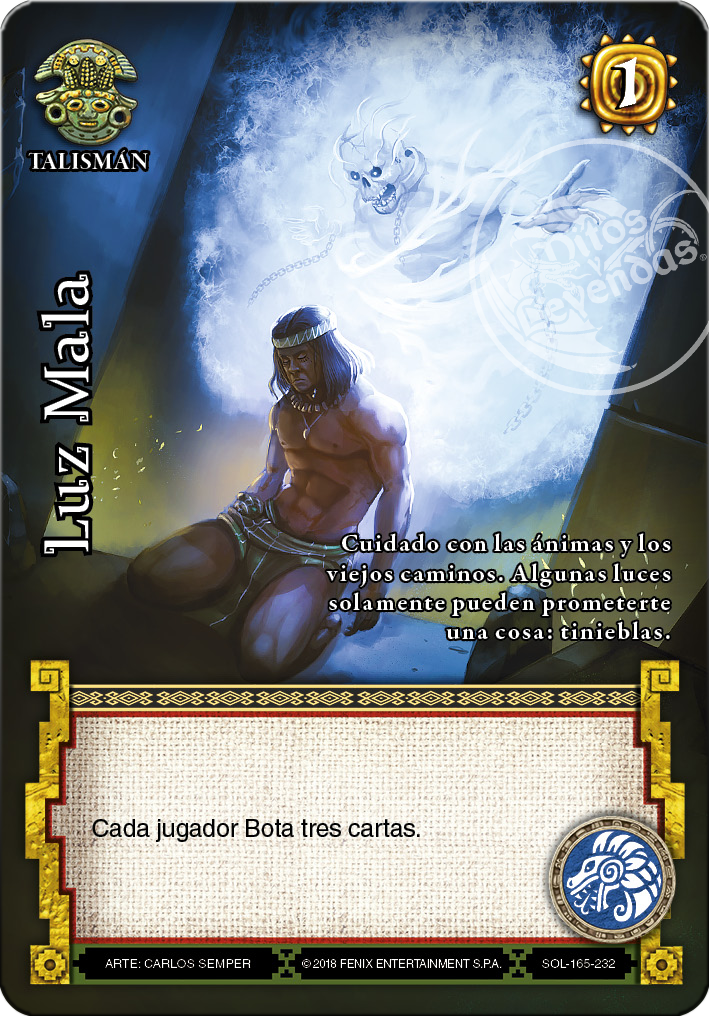 TALISMÁN
1
Mitos
y
Leyendas
Luz Mala
Cuidado con las ánimas y los
viejos caminos. Algunas luces
solamente pueden prometerte
una cosa: tinieblas.
Cada jugador Bota tres cartas.
ARTE: CARLOS SEMPER
© 2018 FENIX ENTERTAINMENT S.P.A.
SOL-165-232